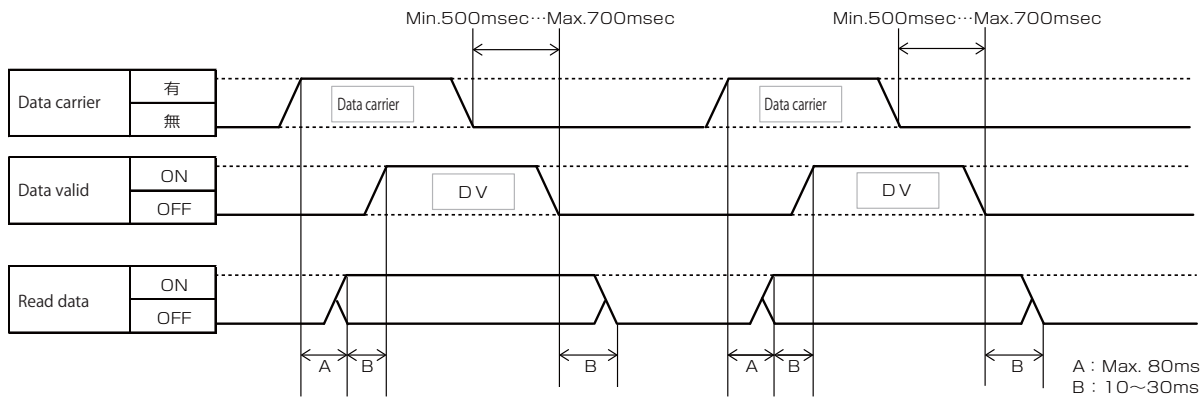 Min.500msec…Max.700msec
Min.500msec…Max.700msec
Data carrier
有
無
Data carrier
Data carrier
Data valid
ON
OFF
DV
DV
Read data
ON
OFF
A
B
B
A
B
B
A：Max. 80ms
B：10～30ms